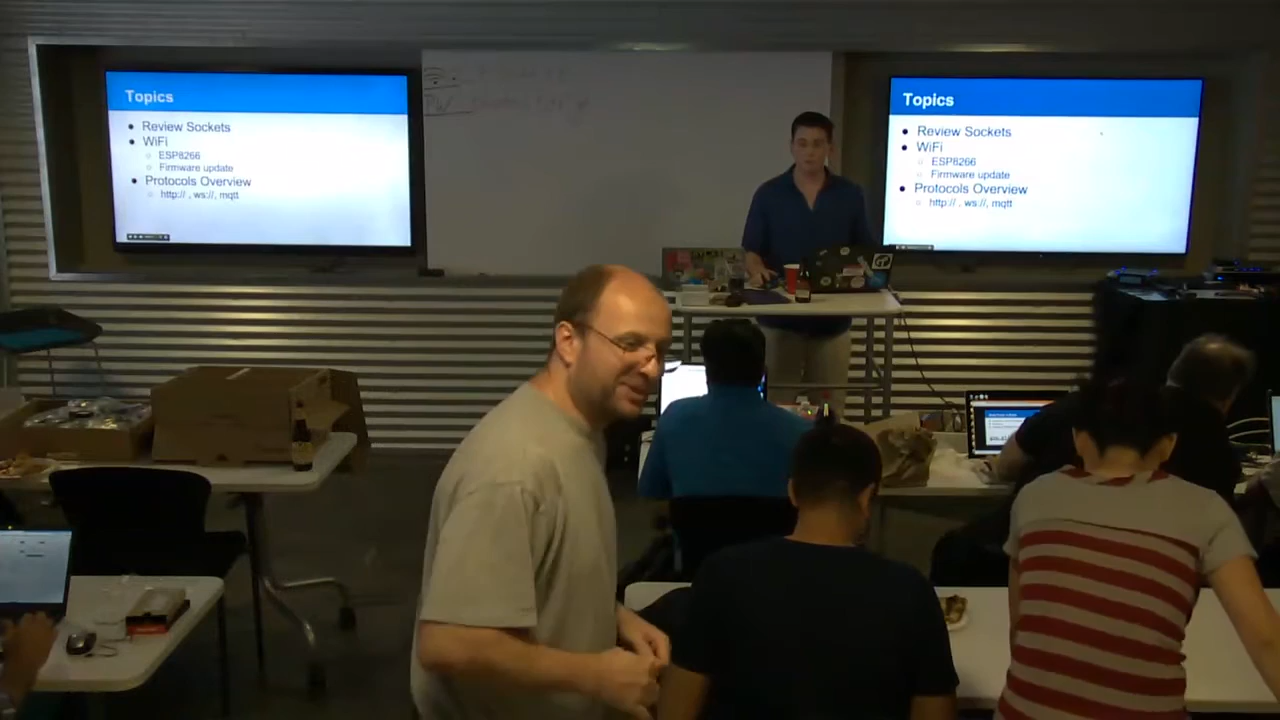 Topics
● Review Sockets
● WiFi
○ ESP8266
○ Firmware update
● Protocols Overview
○ http:// , ws://, mqtt
PW
Topics
● Review Sockets
● WiFi
○ ESP8266
○ Firmware update
● Protocols Overview
○ http:// , ws://, mqtt